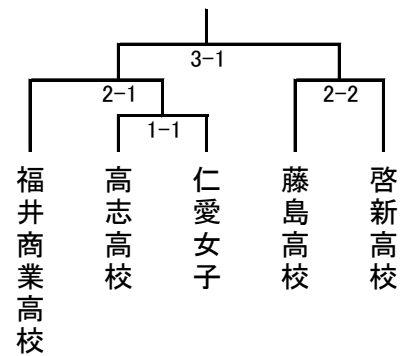 3-1
2-1
2-2
1-1
福井商業高校
高志高校
仁愛女子
藤島高校
啓新高校